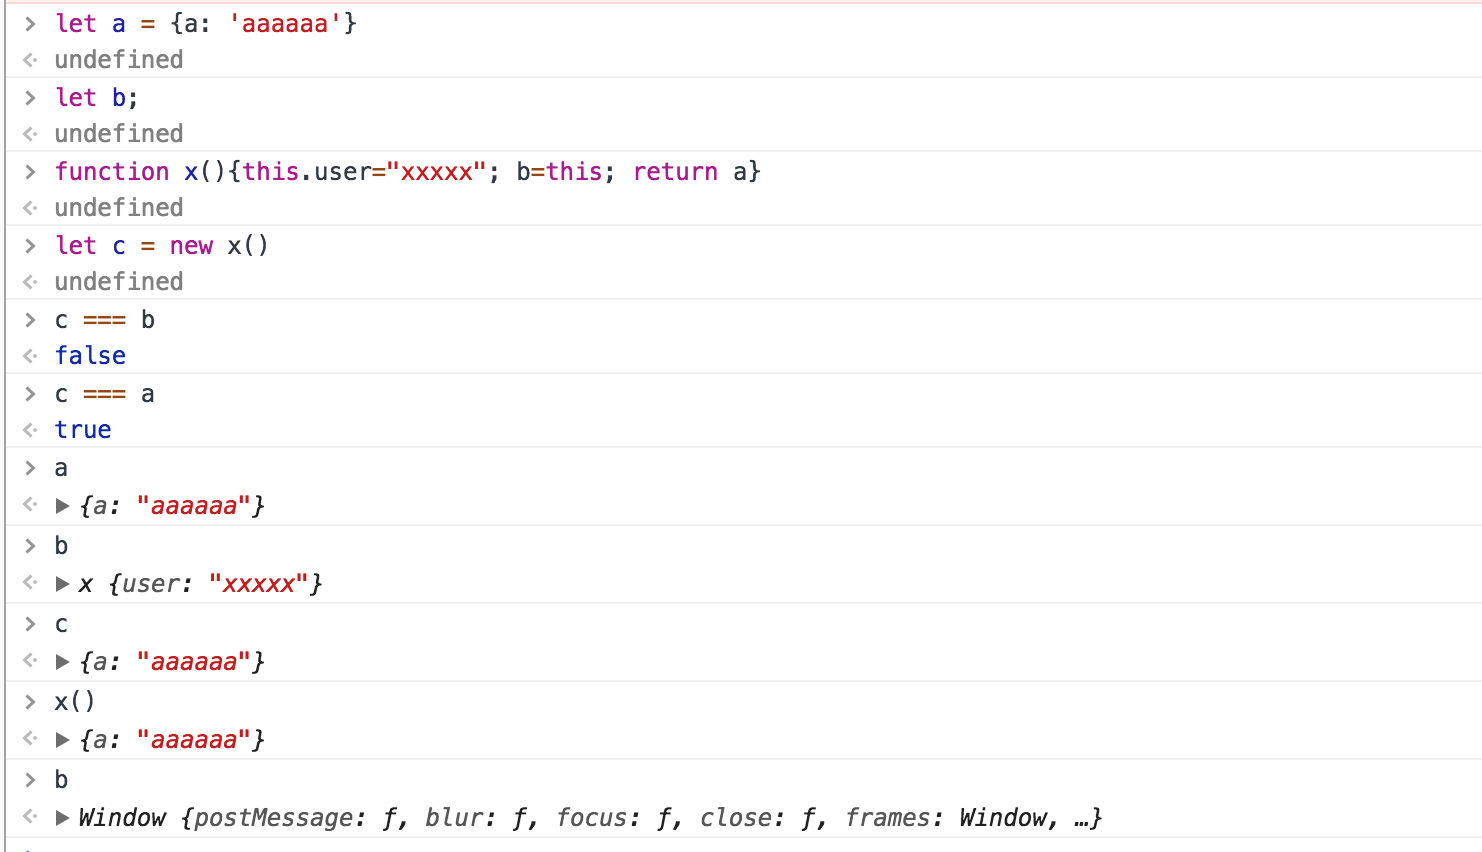 > let a = {a: 'aaaaaa'}
<· undefined
> let b;
<· undefined
> function x(){this.user="xxxxx"; b=this; return a}
<· undefined
> let c = new x()
<· undefined
> c === b
<· false
> c === a
<· true
> a
<· ▶ {a: "aaaaaa"}
> b
<· ▶ x {user: "xxxxx"}
> c
<· ▶ {a: "aaaaaa"}
> x()
<· ▶ {a: "aaaaaa"}
> b
<· ▶ Window {postMessage: ƒ, blur: ƒ, focus: ƒ, close: ƒ, frames: Window, …}